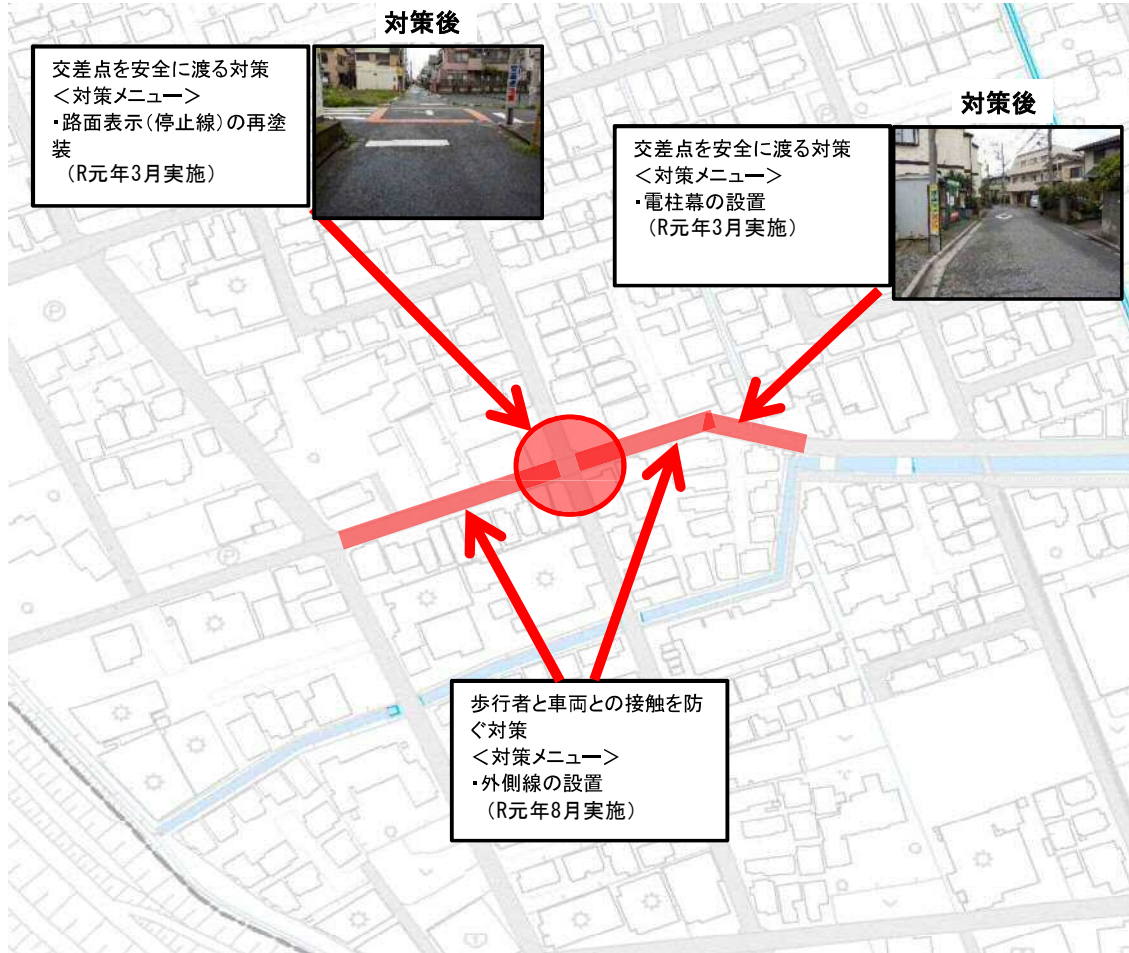 対策後
交差点を安全に渡る対策
<対策メニュー>
・路面表示(停止線)の再塗
装
(R元年3月実施)
対策後
交差点を安全に渡る対策
<対策メニュー>
・電柱幕の設置
(R元年3月実施)
歩行者と車両との接触を防
ぐ対策
<対策メニュー>
・外側線の設置
(R元年8月実施)